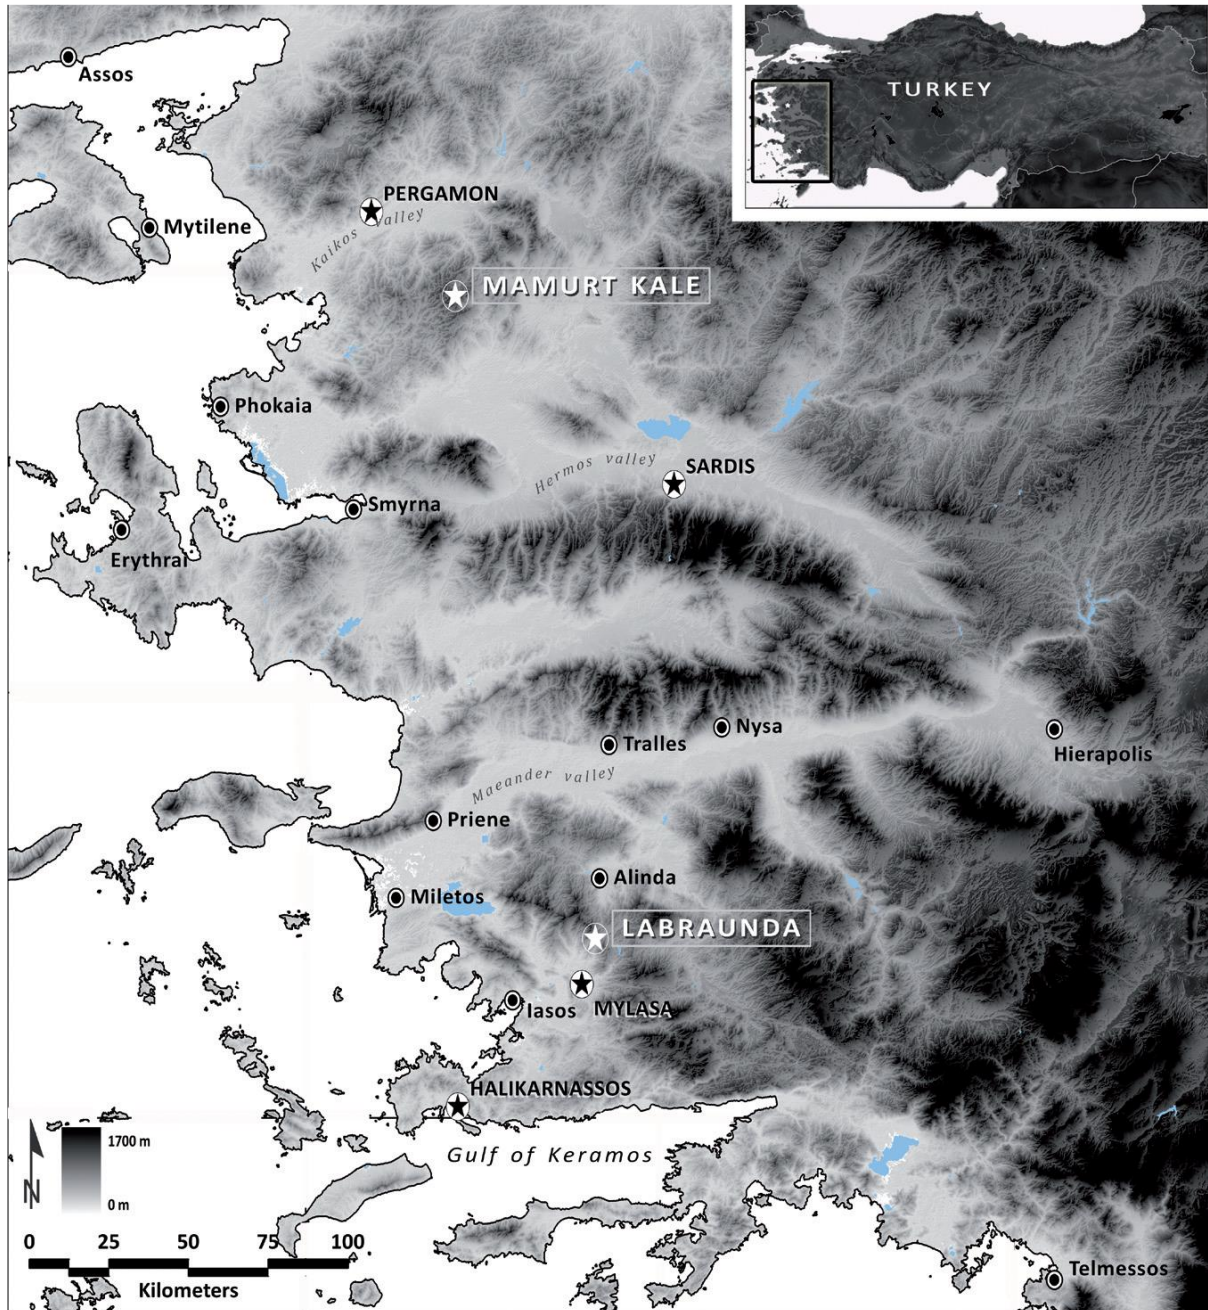 Assos
TURKEY
PERGAMON
Kaikos valley
Mytilene
MAMURT KALE
Phokaia
Hermos valley
SARDIS
Smyrna
Erythrai
Nysa
Tralles
Hierapolis
Maeander valley
Priene
Alinda
Miletos
LABRAUNDA
Iasos
MYLASA
HALIKARNASSOS
Gulf of Keramos
1700 m
N
0 m
0 25 50 75 100
Kilometers
Telmessos